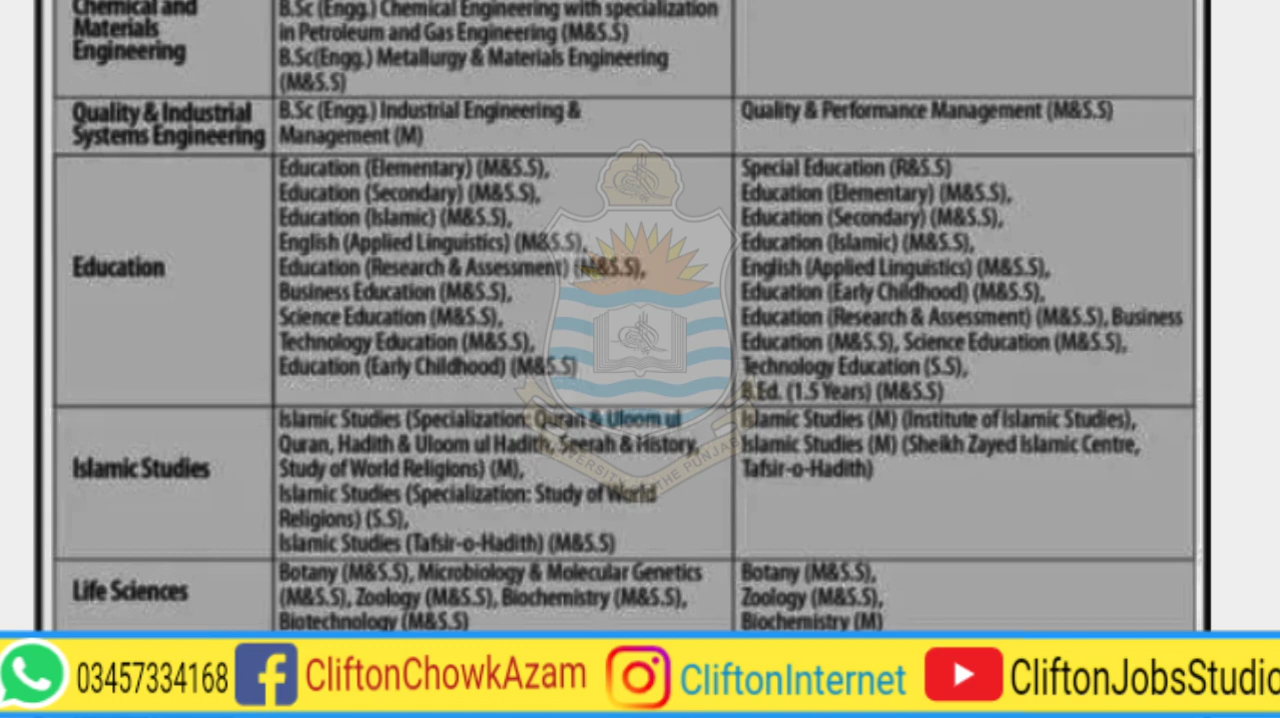 Chemical and
Materials
Engineering
B.Sc (Engg.) Chemical Engineering with specialization
in Petroleum and Gas Engineering (M&S.S)
B.Sc(Engg.) Metallurgy & Materials Engineering
(M&S.S)
Quality & Industrial
Systems Engineering
B.Sc (Engg.) Industrial Engineering &
Management (M)
Quality & Performance Management (M&S.S)
Education
Education (Elementary) (M&S.S),
Education (Secondary) (M&S.S),
Education (Islamic) (M&S.S),
English (Applied Linguistics) (M&S.S),
Education (Research & Assessment) (M&S.S),
Business Education (M&S.S),
Science Education (M&S.S),
Technology Education (M&S.S),
Education (Early Childhood) (M&S.S)
Special Education (R&S.S)
Education (Elementary) (M&S.S),
Education (Secondary) (M&S.S),
Education (Islamic) (M&S.S),
English (Applied Linguistics) (M&S.S),
Education (Early Childhood) (M&S.S),
Education (Research & Assessment) (M&S.S), Business
Education (M&S.S), Science Education (M&S.S),
Technology Education (S.S),
B.Ed. (1.5 Years) (M&S.S)
Islamic Studies
Islamic Studies (Specialization: Quran & Uloom ul
Quran, Hadith & Uloom ul Hadith, Seerah & History,
Study of World Religions) (M),
Islamic Studies (Specialization: Study of World
Religions) (S.S),
Islamic Studies (Tafsir-o-Hadith) (M&S.S)
Islamic Studies (M) (Institute of Islamic Studies),
Islamic Studies (M) (Sheikh Zayed Islamic Centre,
Tafsir-o-Hadith)
Life Sciences
Botany (M&S.S), Microbiology & Molecular Genetics
(M&S.S), Zoology (M&S.S), Biochemistry (M&S.S),
Biotechnology (M&S.S)
Botany (M&S.S),
Zoology (M&S.S),
Biochemistry (M)
OF THE PUNJAB
03457334168
CliftonChowkAzam
CliftonInternet
CliftonJobsStudio